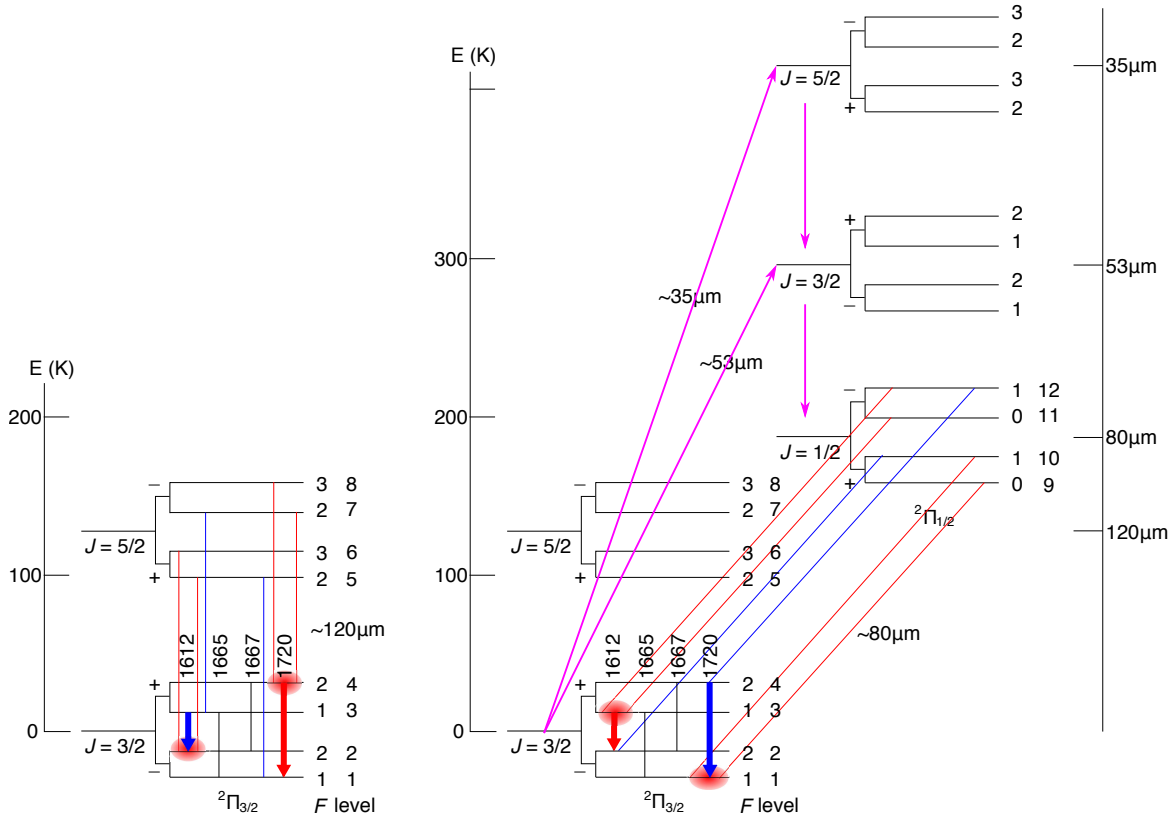 E (K)
200
100
0
–
3 8
2 7
J = 5/2
3 6
+
2 5
~120µm
1612
1665
1667
1720
+
2 4
1 3
J = 3/2
2 2
–
1 1
²Π3/2
F level
E (K)
300
200
100
0
–
3
2
J = 5/2
3
+
2
+
2
1
J = 3/2
2
–
1
~35µm
~53µm
–
1 12
0 11
J = 1/2
1 10
+
0 9
²Π1/2
–
3 8
2 7
J = 5/2
3 6
+
2 5
~80µm
1612
1665
1667
1720
+
2 4
1 3
J = 3/2
2 2
–
1 1
²Π3/2
F level
35µm
53µm
80µm
120µm